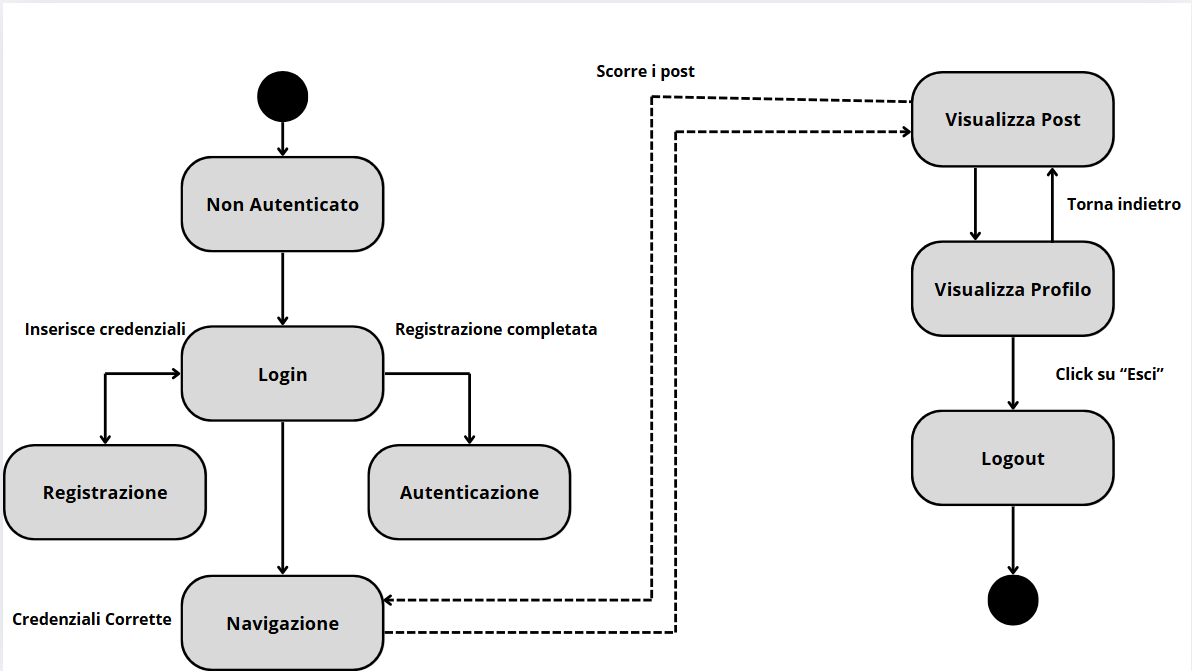 Scorre i post
Visualizza Post
Non Autenticato
Torna indietro
Visualizza Profilo
Inserisce credenziali
Registrazione completata
Login
Click su “Esci”
Logout
Registrazione
Autenticazione
Credenziali Corrette
Navigazione